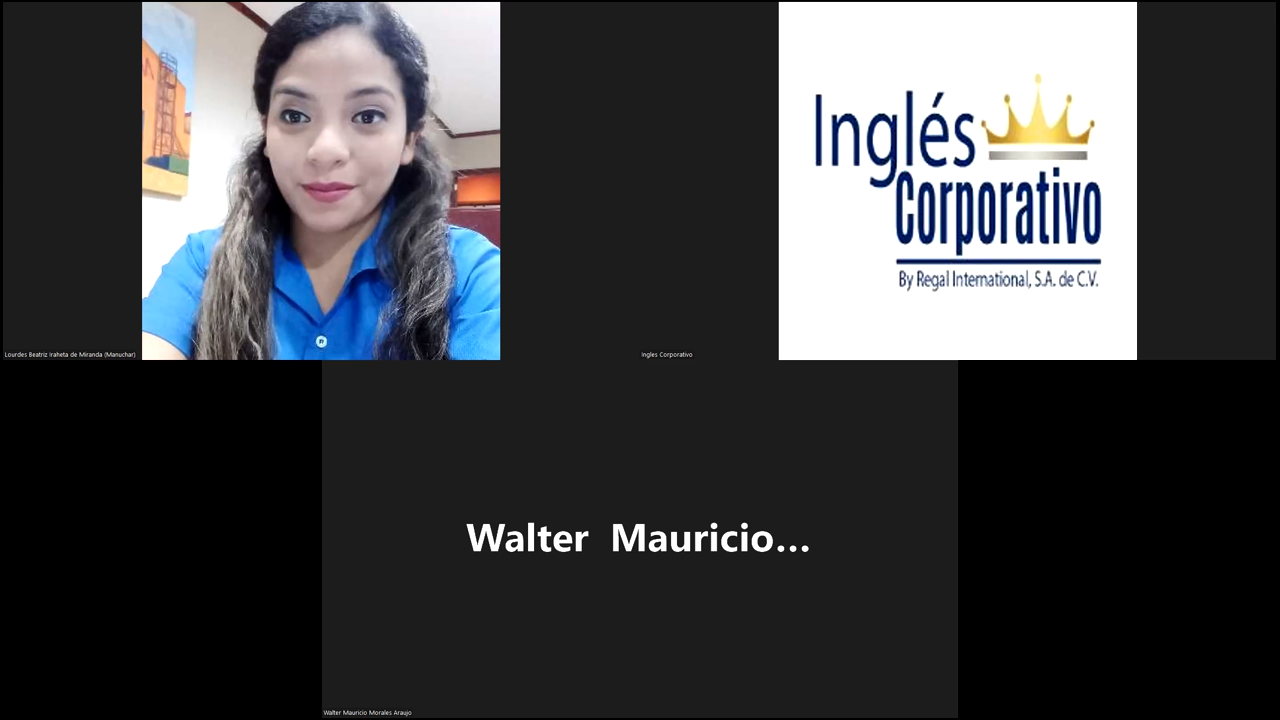 Inglés
Corporativo
By Regal International, S.A. de C.V.
Lourdes Beatriz Iraheta de Miranda (Manuchar)
Ingles Corporativo
Walter Mauricio...
Walter Mauricio Morales Araujo